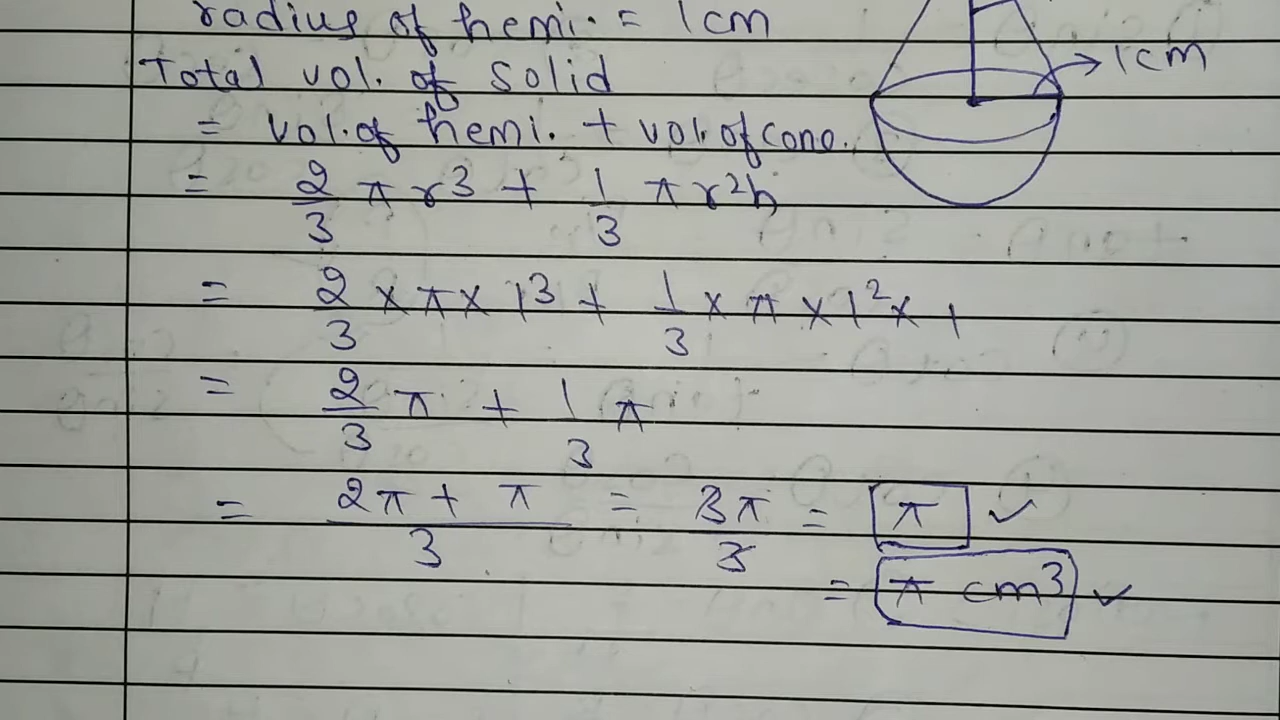 radius of hemi. = 1cm
Total vol. of solid
= vol. of hemi. + vol. of cone.
1cm
= 2/3 π r³ + 1/3 π r²h
= 2/3 × π × 1³ + 1/3 × π × 1² × 1
= 2/3 π + 1/3 π
= 2π + π/3 = 3π/3 = π ✓
= π cm³ ✓